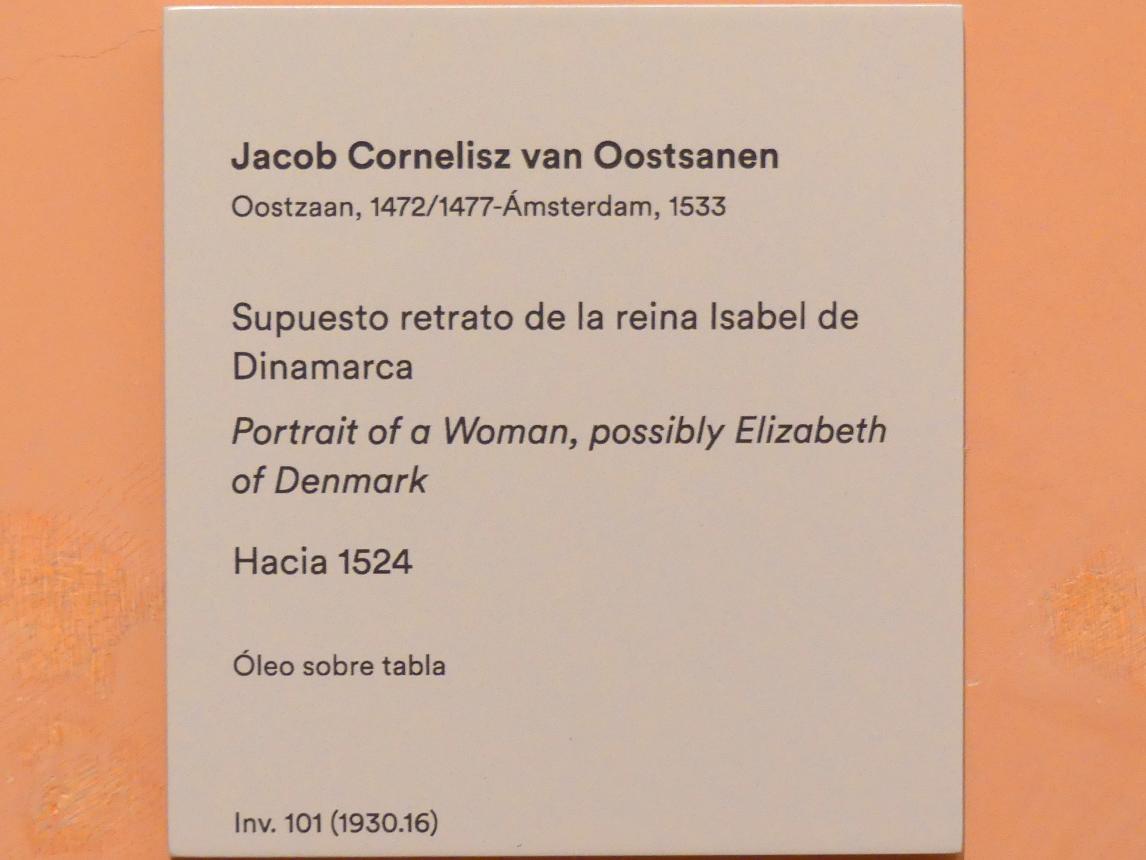 Jacob Cornelisz van Oostsanen
Oostzaan, 1472/1477-Ámsterdam, 1533
Supuesto retrato de la reina Isabel de
Dinamarca
Portrait of a Woman, possibly Elizabeth
of Denmark
Hacia 1524
Óleo sobre tabla
Inv. 101 (1930.16)